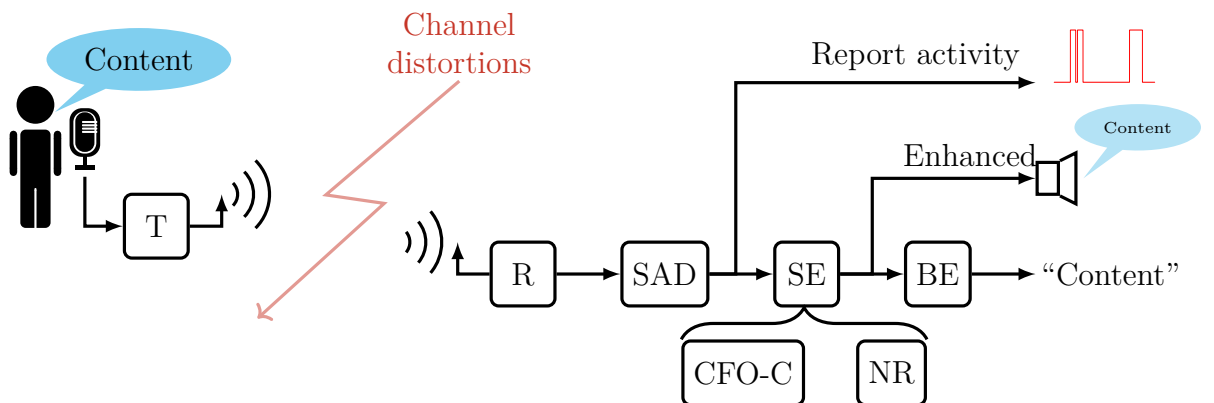 Channel
distortions
Content
Report activity
Content
Enhanced
T
R
SAD
SE
BE
“Content”
CFO-C
NR